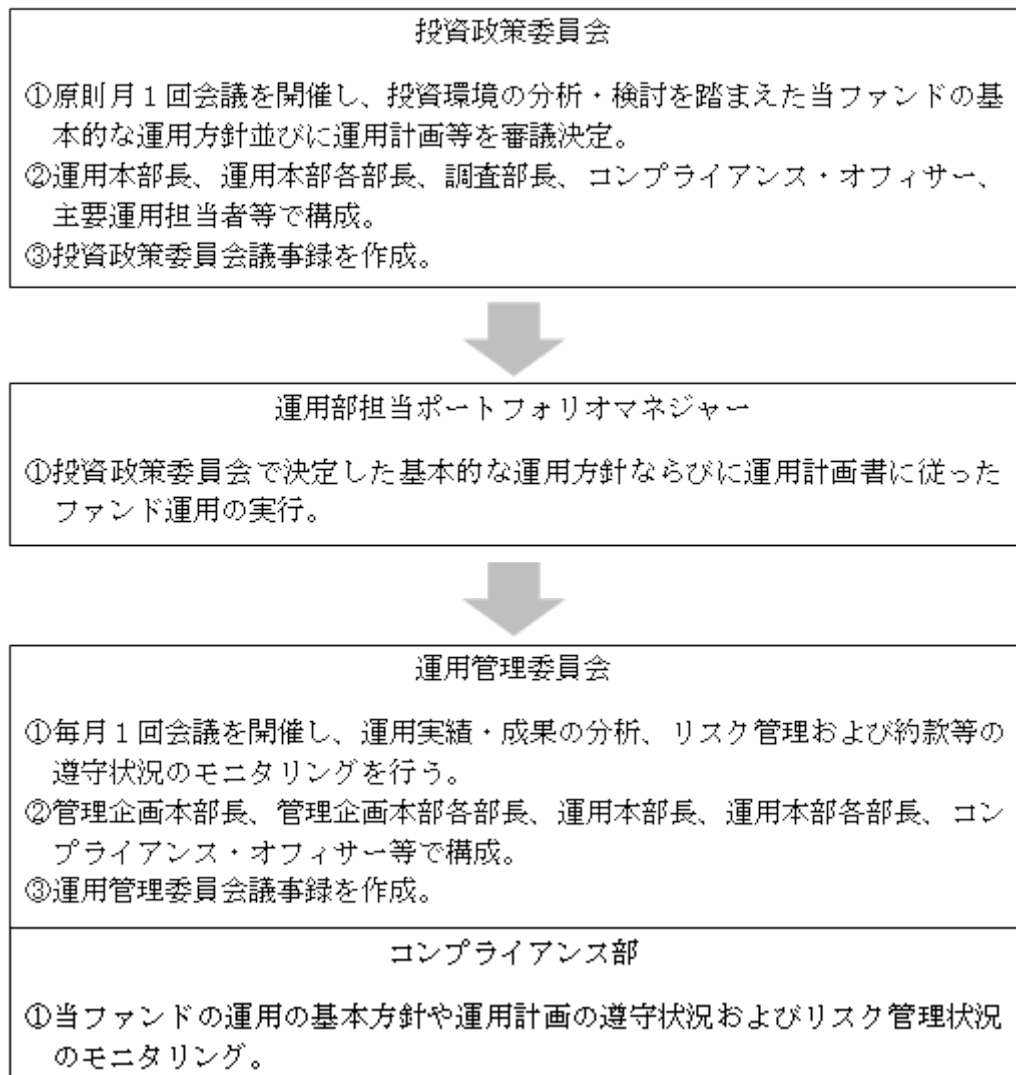 投資政策委員会
①原則月１回会議を開催し、投資環境の分析・検討を踏まえた当ファンドの基
本的な運用方針並びに運用計画等を審議決定。
②運用本部長、運用本部各部長、調査部長、コンプライアンス・オフィサー、
主要運用担当者等で構成。
③投資政策委員会議事録を作成。
運用部担当ポートフォリオマネジャー
①投資政策委員会で決定した基本的な運用方針ならびに運用計画書に従った
ファンド運用の実行。
運用管理委員会
①毎月１回会議を開催し、運用実績・成果の分析、リスク管理および約款等の
遵守状況のモニタリングを行う。
②管理企画本部長、管理企画本部各部長、運用本部長、運用本部各部長、コン
プライアンス・オフィサー等で構成。
③運用管理委員会議事録を作成。
コンプライアンス部
①当ファンドの運用の基本方針や運用計画の遵守状況およびリスク管理状況
のモニタリング。